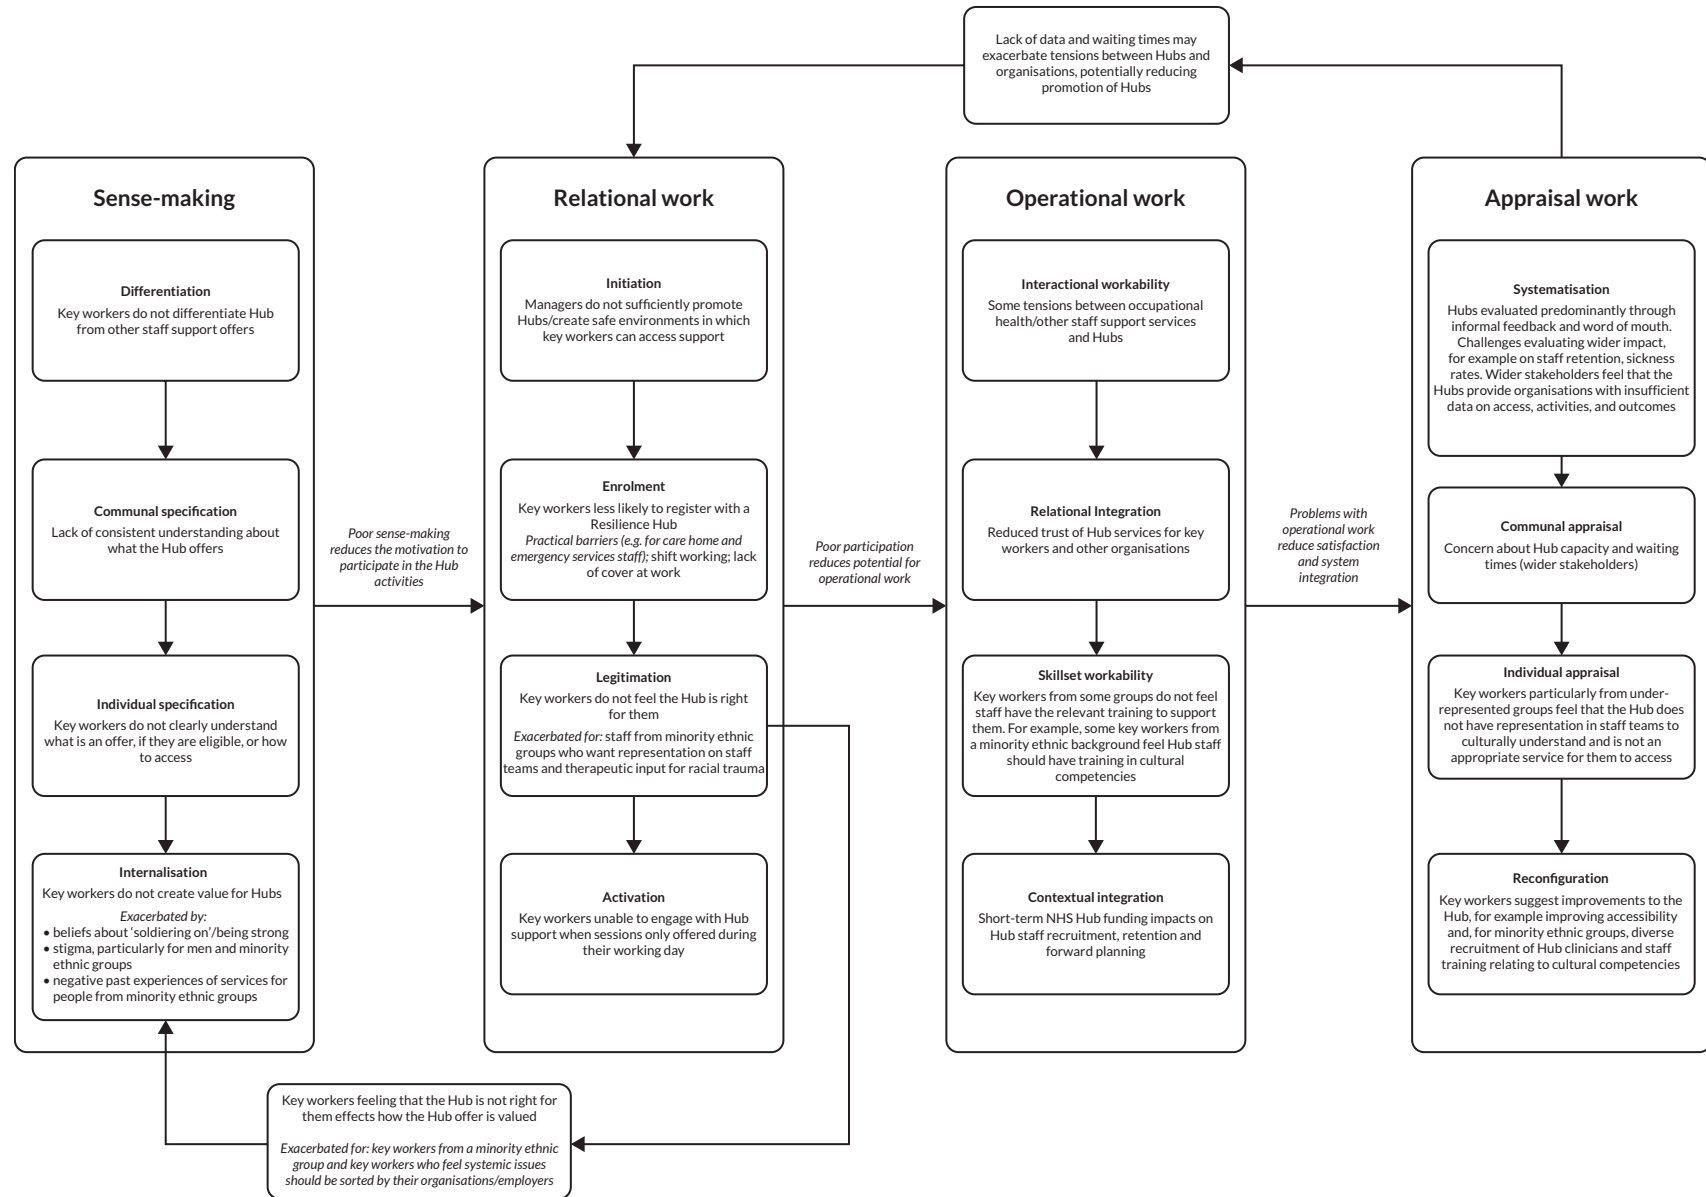 Lack of data and waiting times may
exacerbate tensions between Hubs and
organisations, potentially reducing
promotion of Hubs
Sense-making
Differentiation
Key workers do not differentiate Hub
from other staff support offers
Communal specification
Lack of consistent understanding about
what the Hub offers
Individual specification
Key workers do not clearly understand
what is an offer, if they are eligible, or how
to access
Internalisation
Key workers do not create value for Hubs
Exacerbated by:
• beliefs about ‘soldiering on’/being strong
• stigma, particularly for men and minority
ethnic groups
• negative past experiences of services for
people from minority ethnic groups
Poor sense-making
reduces the motivation to
participate in the Hub
activities
Relational work
Initiation
Managers do not sufficiently promote
Hubs/create safe environments in which
key workers can access support
Enrolment
Key workers less likely to register with a
Resilience Hub
Practical barriers (e.g. for care home and
emergency services staff); shift working; lack
of cover at work
Legitimation
Key workers do not feel the Hub is right
for them
Exacerbated for: staff from minority ethnic
groups who want representation on staff
teams and therapeutic input for racial trauma
Activation
Key workers unable to engage with Hub
support when sessions only offered during
their working day
Poor participation
reduces potential for
operational work
Operational work
Interactional workability
Some tensions between occupational
health/other staff support services
and Hubs
Relational Integration
Reduced trust of Hub services for key
workers and other organisations
Skillset workability
Key workers from some groups do not feel
staff have the relevant training to support
them. For example, some key workers from
a minority ethnic background feel Hub staff
should have training in cultural
competencies
Contextual integration
Short-term NHS Hub funding impacts on
Hub staff recruitment, retention and
forward planning
Problems with
operational work
reduce satisfaction
and system
integration
Appraisal work
Systematisation
Hubs evaluated predominantly through
informal feedback and word of mouth.
Challenges evaluating wider impact,
for example on staff retention, sickness
rates. Wider stakeholders feel that the
Hubs provide organisations with insufficient
data on access, activities, and outcomes
Communal appraisal
Concern about Hub capacity and waiting
times (wider stakeholders)
Individual appraisal
Key workers particularly from under-
represented groups feel that the Hub does
not have representation in staff teams to
culturally understand and is not an
appropriate service for them to access
Reconfiguration
Key workers suggest improvements to the
Hub, for example improving accessibility
and, for minority ethnic groups, diverse
recruitment of Hub clinicians and staff
training relating to cultural competencies
Key workers feeling that the Hub is not right for
them effects how the Hub offer is valued
Exacerbated for: key workers from a minority ethnic
group and key workers who feel systemic issues
should be sorted by their organisations/employers